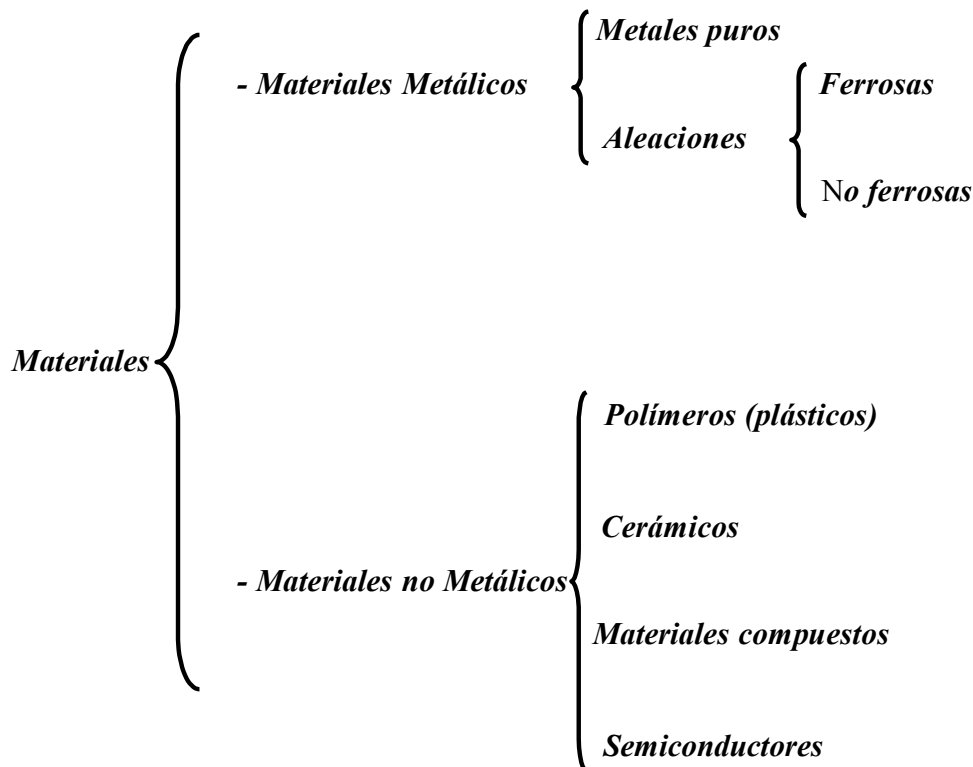 Metales puros
- Materiales Metálicos
Ferrosas
Aleaciones
No ferrosas
Materiales
Polímeros (plásticos)
Cerámicos
- Materiales no Metálicos
Materiales compuestos
Semiconductores